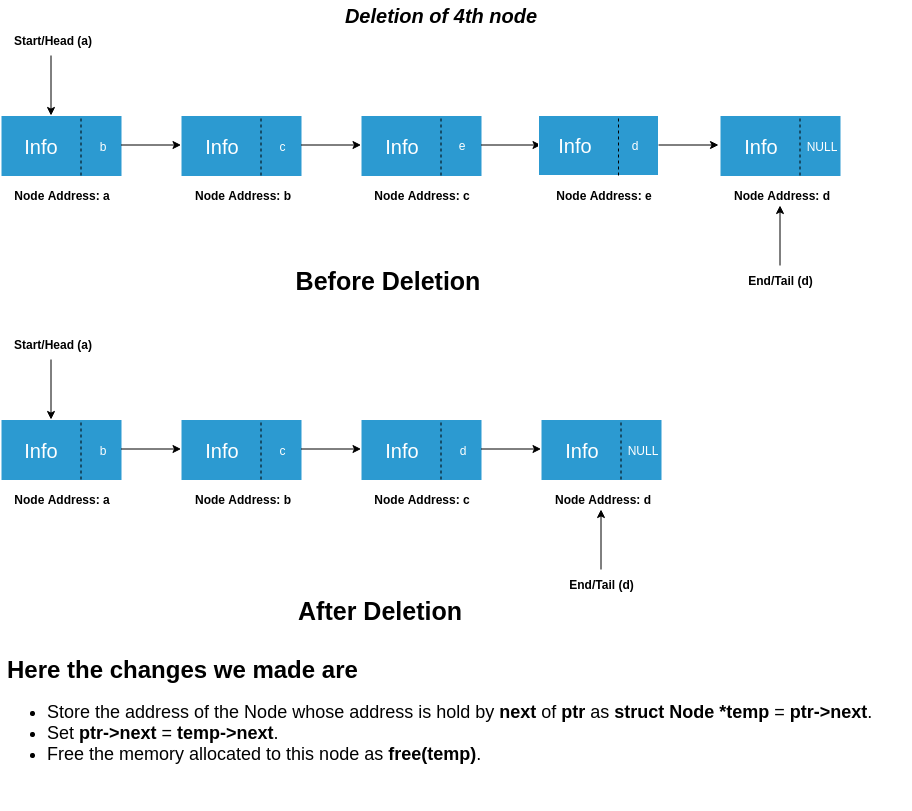 Deletion of 4th node
Start/Head (a)
Info b Info c Info e Info d Info NULL
Node Address: a Node Address: b Node Address: c Node Address: e Node Address: d
End/Tail (d)
Before Deletion
Start/Head (a)
Info b Info c Info d Info NULL
Node Address: a Node Address: b Node Address: c Node Address: d
End/Tail (d)
After Deletion
Here the changes we made are
• Store the address of the Node whose address is hold by next of ptr as struct Node *temp = ptr->next.
• Set ptr->next = temp->next.
• Free the memory allocated to this node as free(temp).